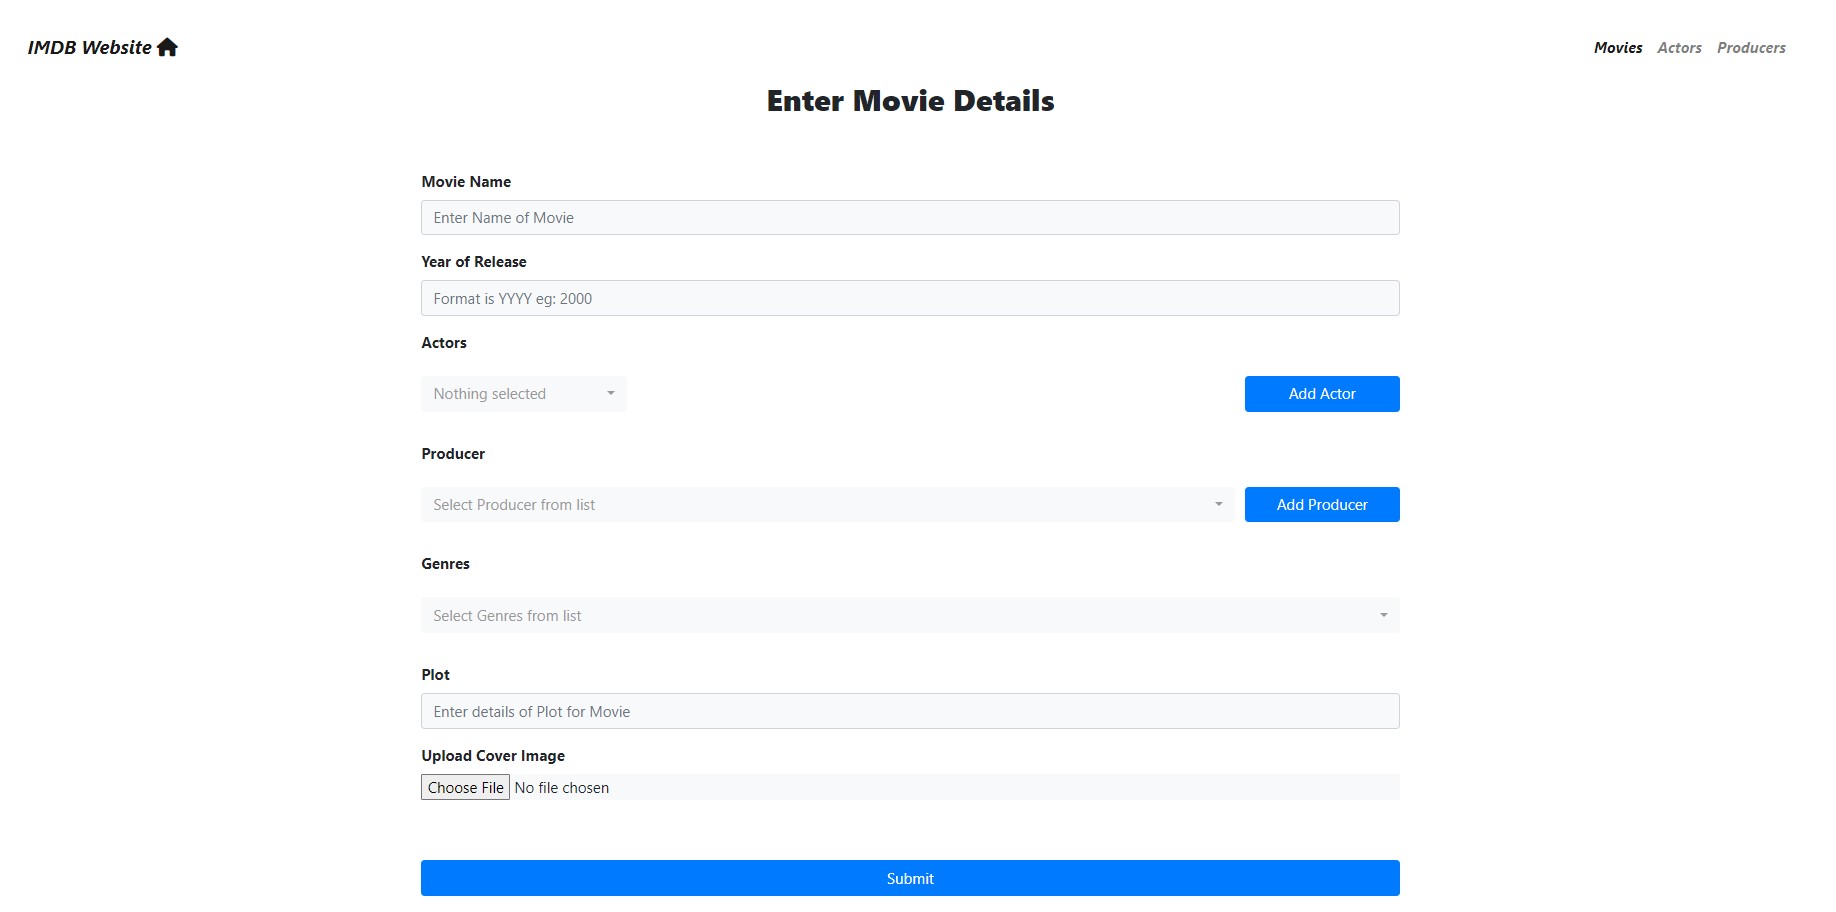 IMDB Website
Movies Actors Producers
Enter Movie Details
Movie Name
Enter Name of Movie
Year of Release
Format is YYYY eg: 2000
Actors
Nothing selected
Add Actor
Producer
Select Producer from list
Add Producer
Genres
Select Genres from list
Plot
Enter details of Plot for Movie
Upload Cover Image
Choose File No file chosen
Submit